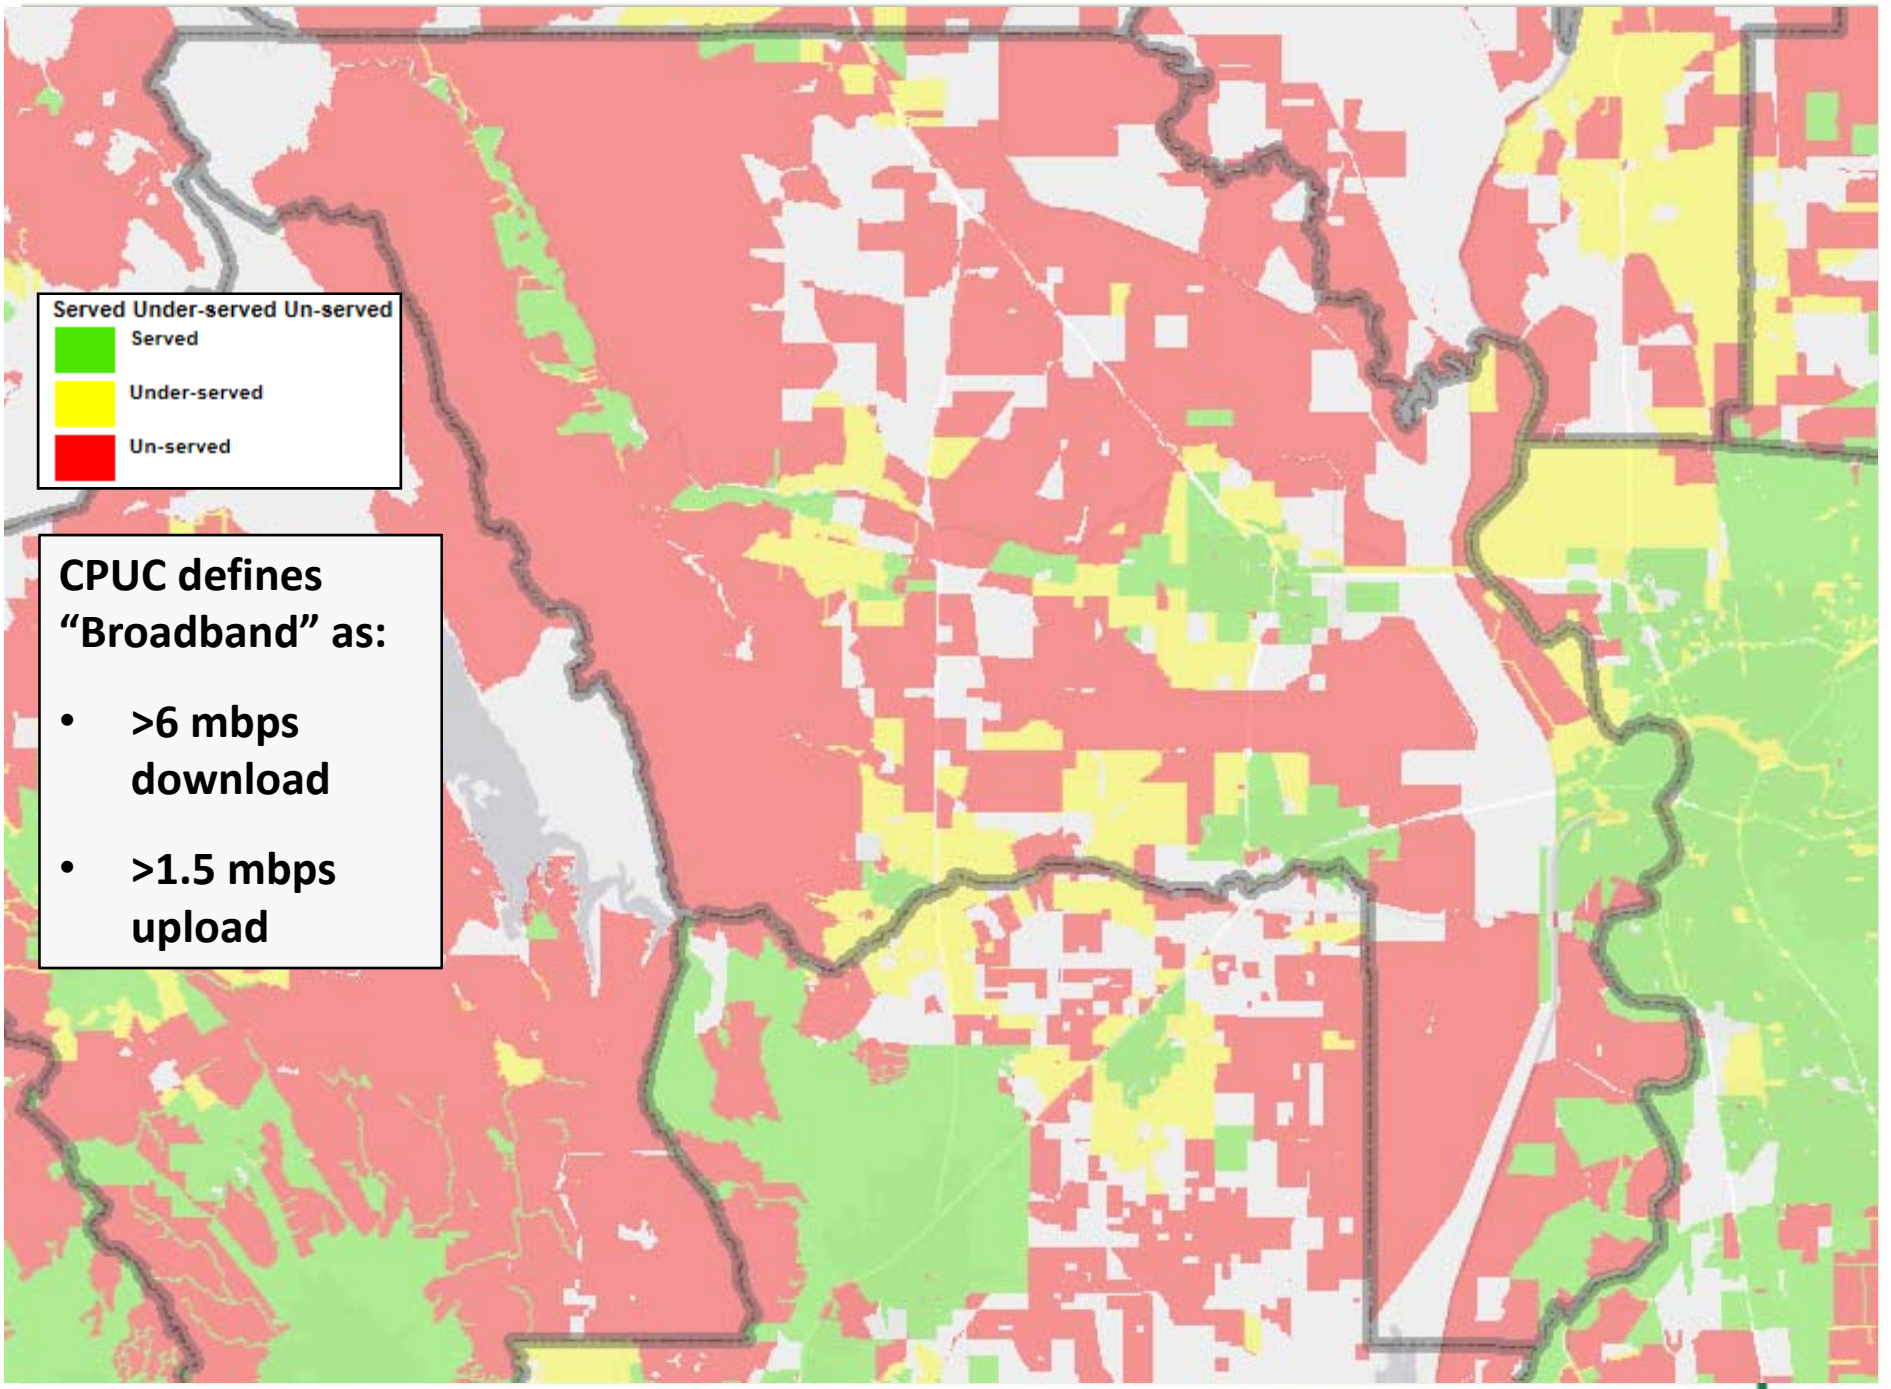 Served Under-served Un-served
Served
Under-served
Un-served
CPUC defines
“Broadband” as:
• >6 mbps
download
• >1.5 mbps
upload